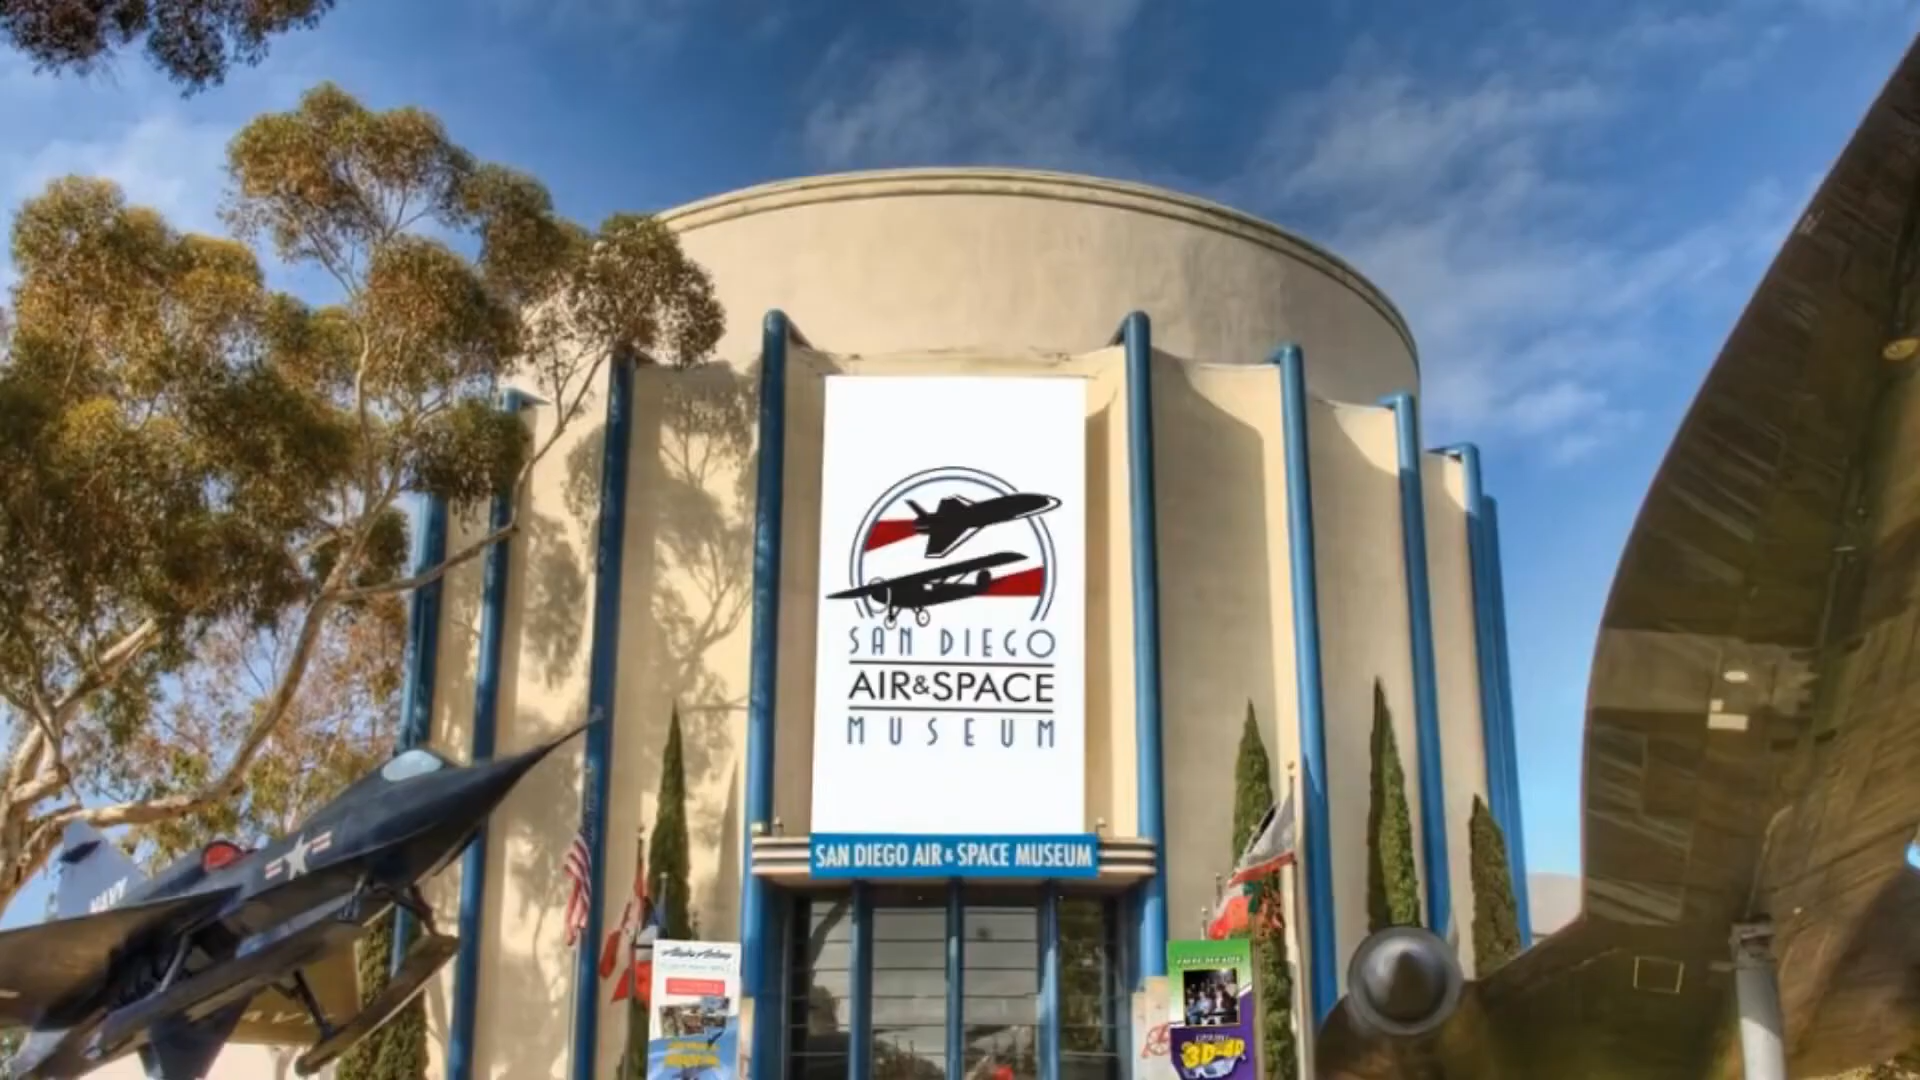 SAN DIEGO
AIR&SPACE
MUSEUM
SAN DIEGO AIR & SPACE MUSEUM
NAVY
3D-4D